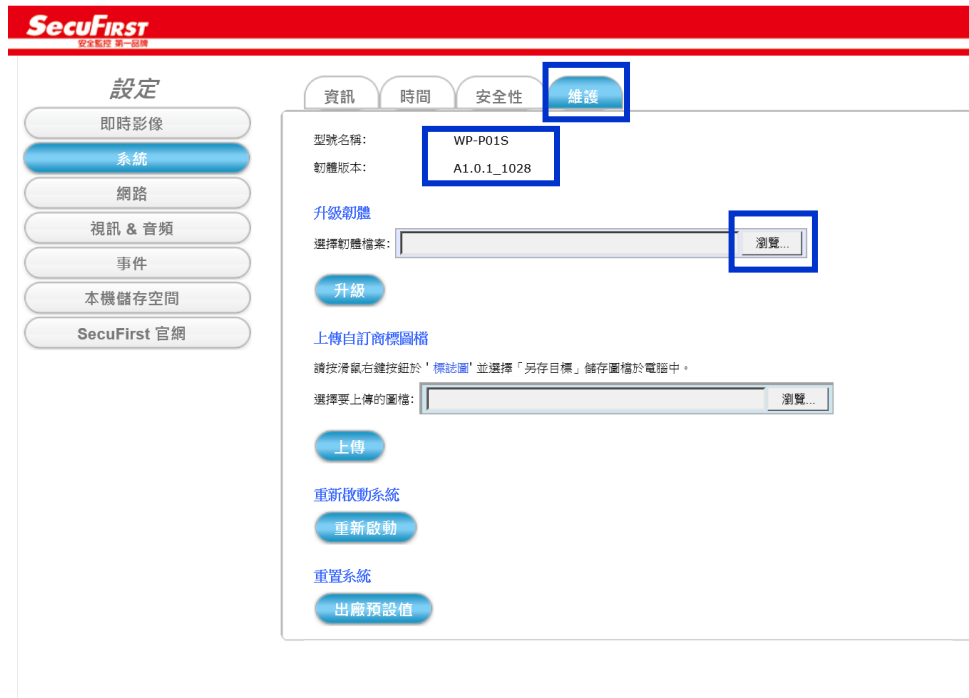 SECUFIRST
安全監控 第一品牌
設定
即時影像
系統
網路
視訊 & 音頻
事件
本機儲存空間
SecuFirst 官網
資訊 時間 安全性 維護
型號名稱: WP-P01S
韌體版本: A1.0.1_1028
升級韌體
選擇韌體檔案: 瀏覽...
升級
上傳自訂商標圖檔
請按滑鼠右鍵按鈕於 ' 標誌圖' 並選擇「另存目標」儲存圖檔於電腦中。
選擇要上傳的圖檔: 瀏覽...
上傳
重新啟動系統
重新啟動
重置系統
出廠預設值